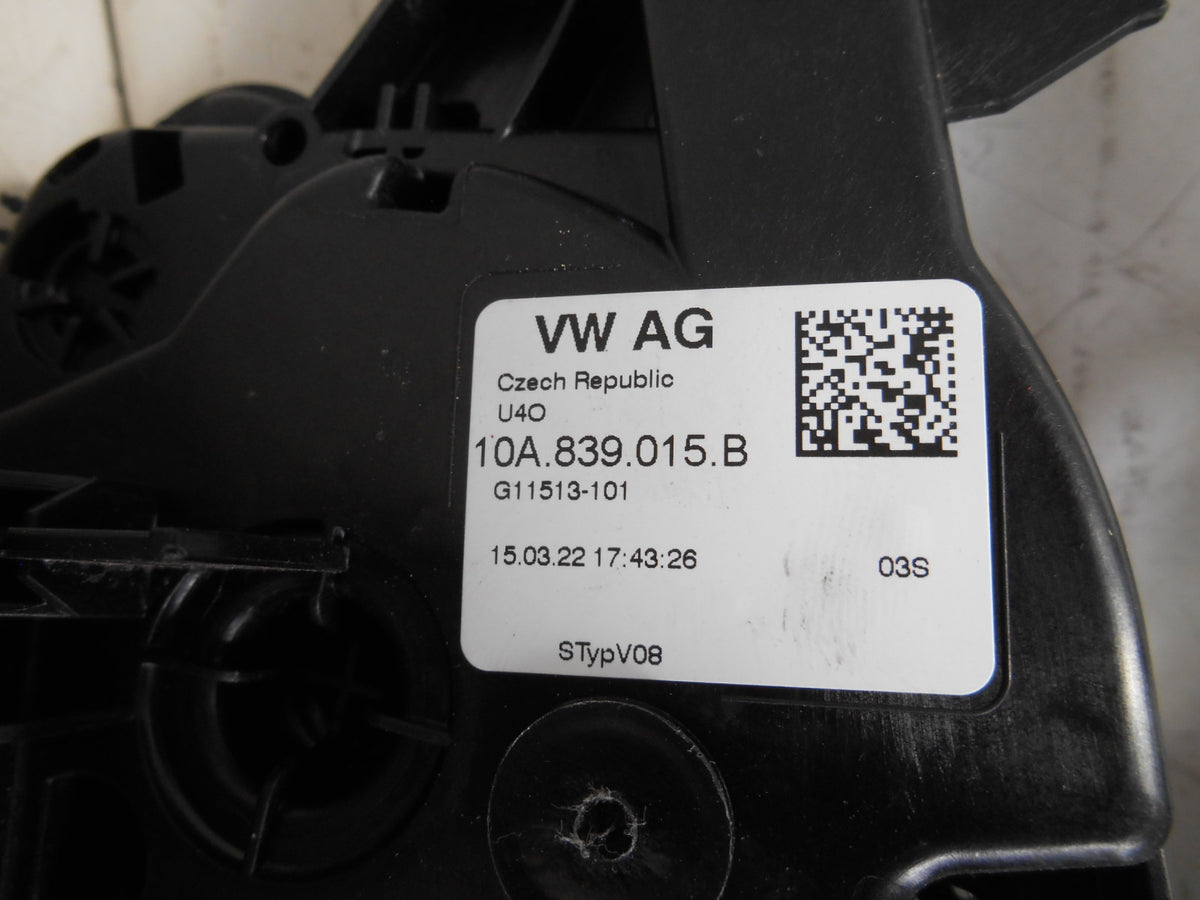 VW AG
Czech Republic
U4O
10A.839.015.B
G11513-101
15.03.22 17:43:26
03S
STypV08